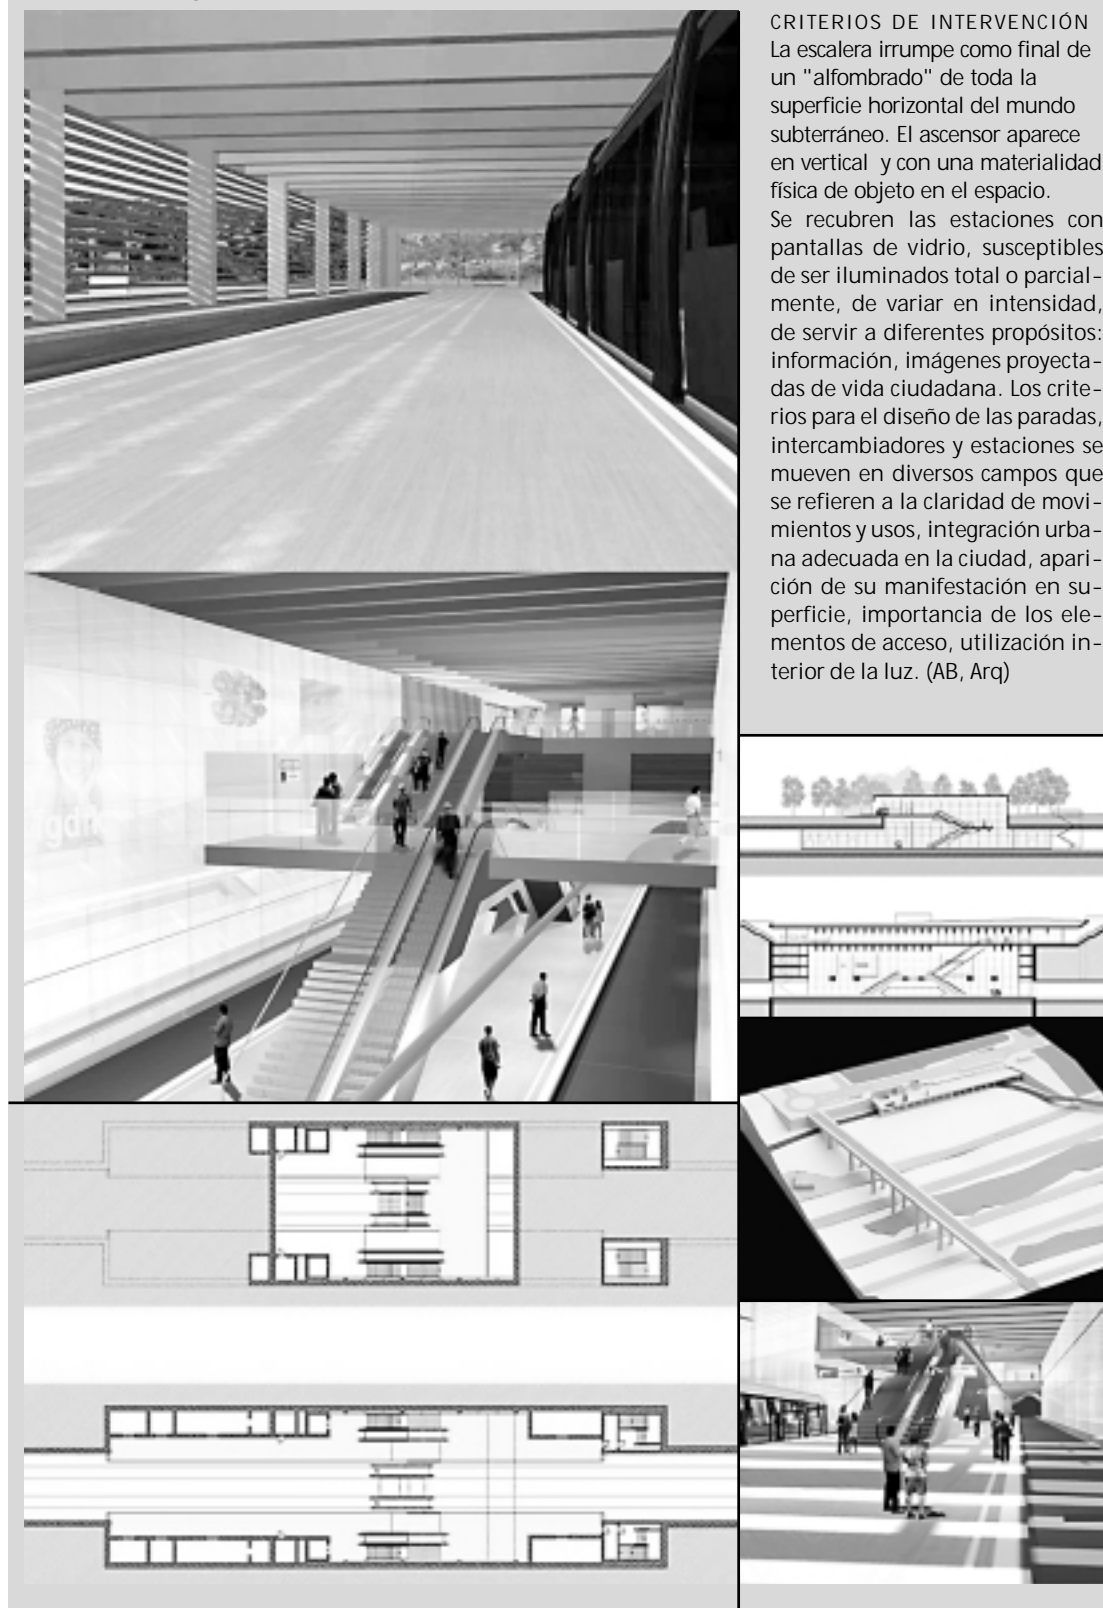 CRITERIOS DE INTERVENCIÓN
La escalera irrumpe como final de
un "alfombrado" de toda la
superficie horizontal del mundo
subterráneo. El ascensor aparece
en vertical y con una materialidad
física de objeto en el espacio.
Se recubren las estaciones con
pantallas de vidrio, susceptibles
de ser iluminados total o parcial-
mente, de variar en intensidad,
de servir a diferentes propósitos:
información, imágenes proyecta-
das de vida ciudadana. Los crite-
rios para el diseño de las paradas,
intercambiadores y estaciones se
mueven en diversos campos que
se refieren a la claridad de movi-
mientos y usos, integración urba-
na adecuada en la ciudad, apari-
ción de su manifestación en su-
perficie, importancia de los ele-
mentos de acceso, utilización in-
terior de la luz. (AB, Arq)